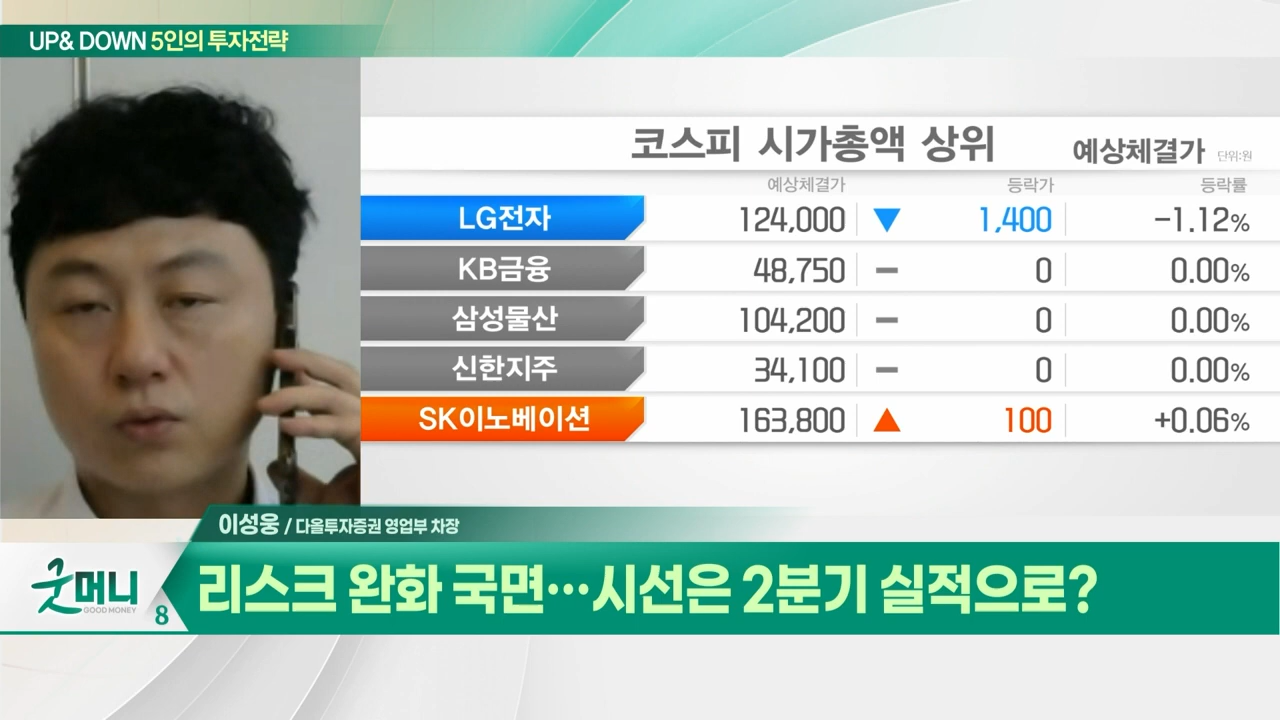 UP& DOWN 5인의 투자전략
코스피 시가총액 상위 예상체결가 단위:원
예상체결가 등락가 등락률
LG전자 124,000 ▼ 1,400 -1.12%
KB금융 48,750 - 0 0.00%
삼성물산 104,200 - 0 0.00%
신한지주 34,100 - 0 0.00%
SK이노베이션 163,800 ▲ 100 +0.06%
이성웅 / 다올투자증권 영업부 차장
굿머니
GOOD MONEY
8
리스크 완화 국면…시선은 2분기 실적으로?